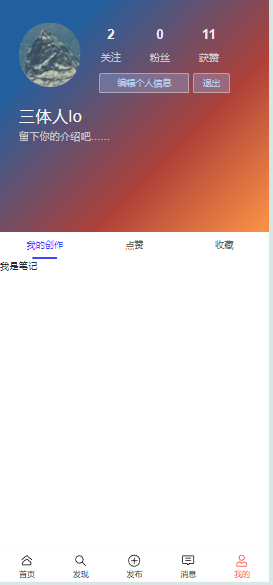 2 0 11
关注 粉丝 获赞
编辑个人信息 退出
三体人lo
留下你的介绍吧......
我的创作 点赞 收藏
我是笔记
首页 发现 发布 消息 我的